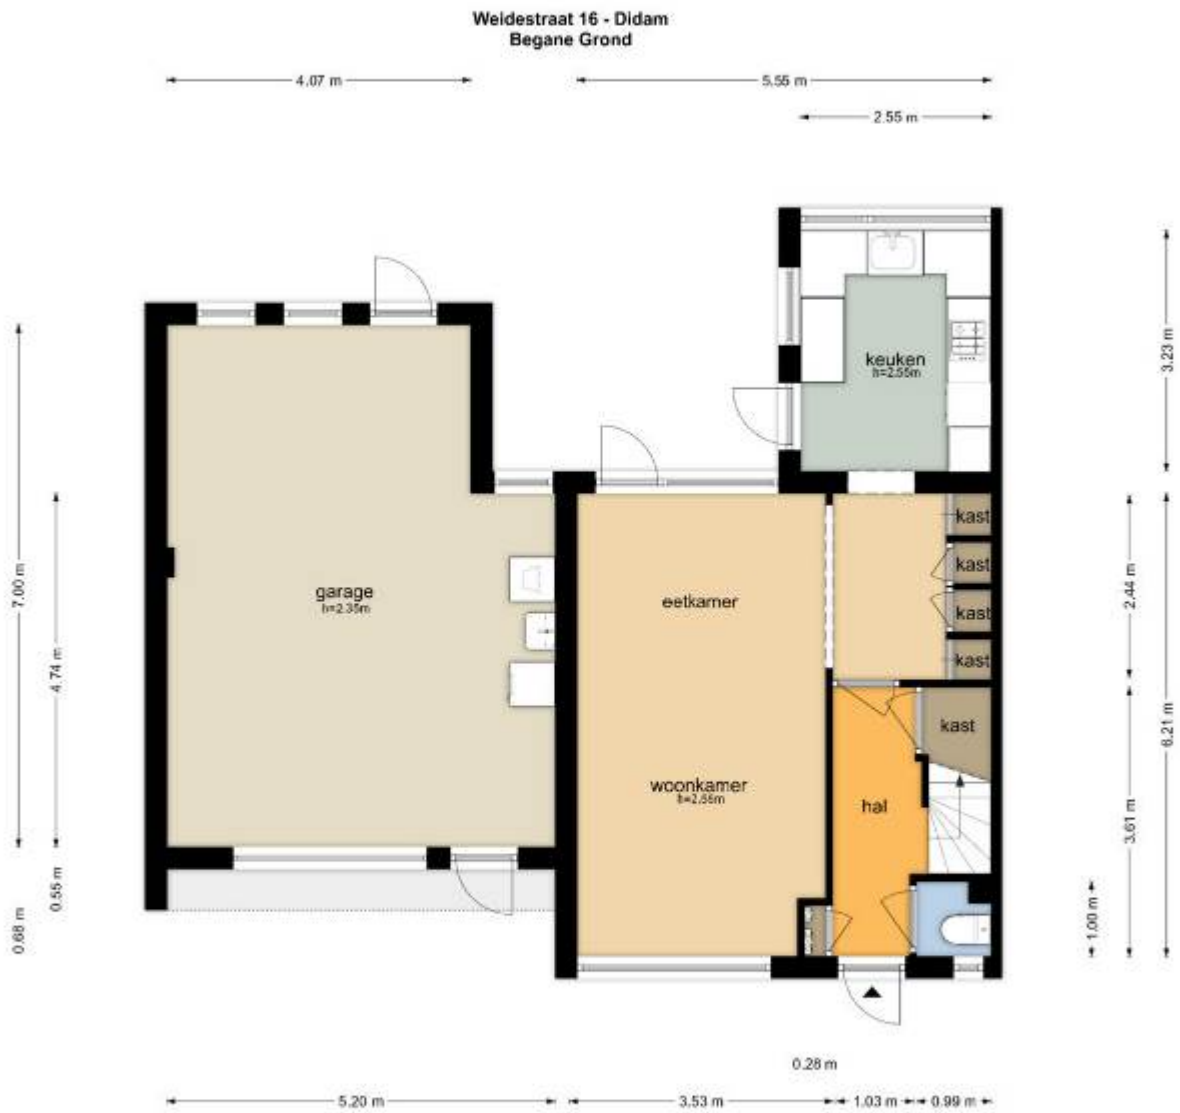 Weidestraat 16 - Didam
Begane Grond
4.07 m
5.55 m
2.55 m
keuken
h=2.55m
3.23 m
kast
kast
kast
kast
garage
h=2.35m
eetkamer
7.00 m
4.74 m
2.44 m
6.21 m
kast
woonkamer
h=2.55m
hal
3.61 m
0.55 m
0.68 m
1.00 m
0.28 m
5.20 m
3.53 m
1.03 m
0.99 m